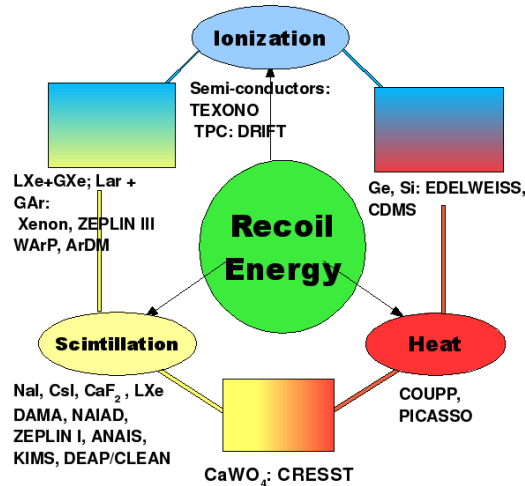 Ionization
Semi-conductors:
TEXONO
TPC: DRIFT
LXe+GXe; Lar +
GAr:
Xenon, ZEPLIN III
WArP, ArDM
Ge, Si: EDELWEISS,
CDMS
Recoil
Energy
Scintillation
Heat
NaI, CsI, CaF₂ , LXe
DAMA, NAIAD,
ZEPLIN I, ANAIS,
KIMS, DEAP/CLEAN
COUPP,
PICASSO
CaWO₄: CRESST